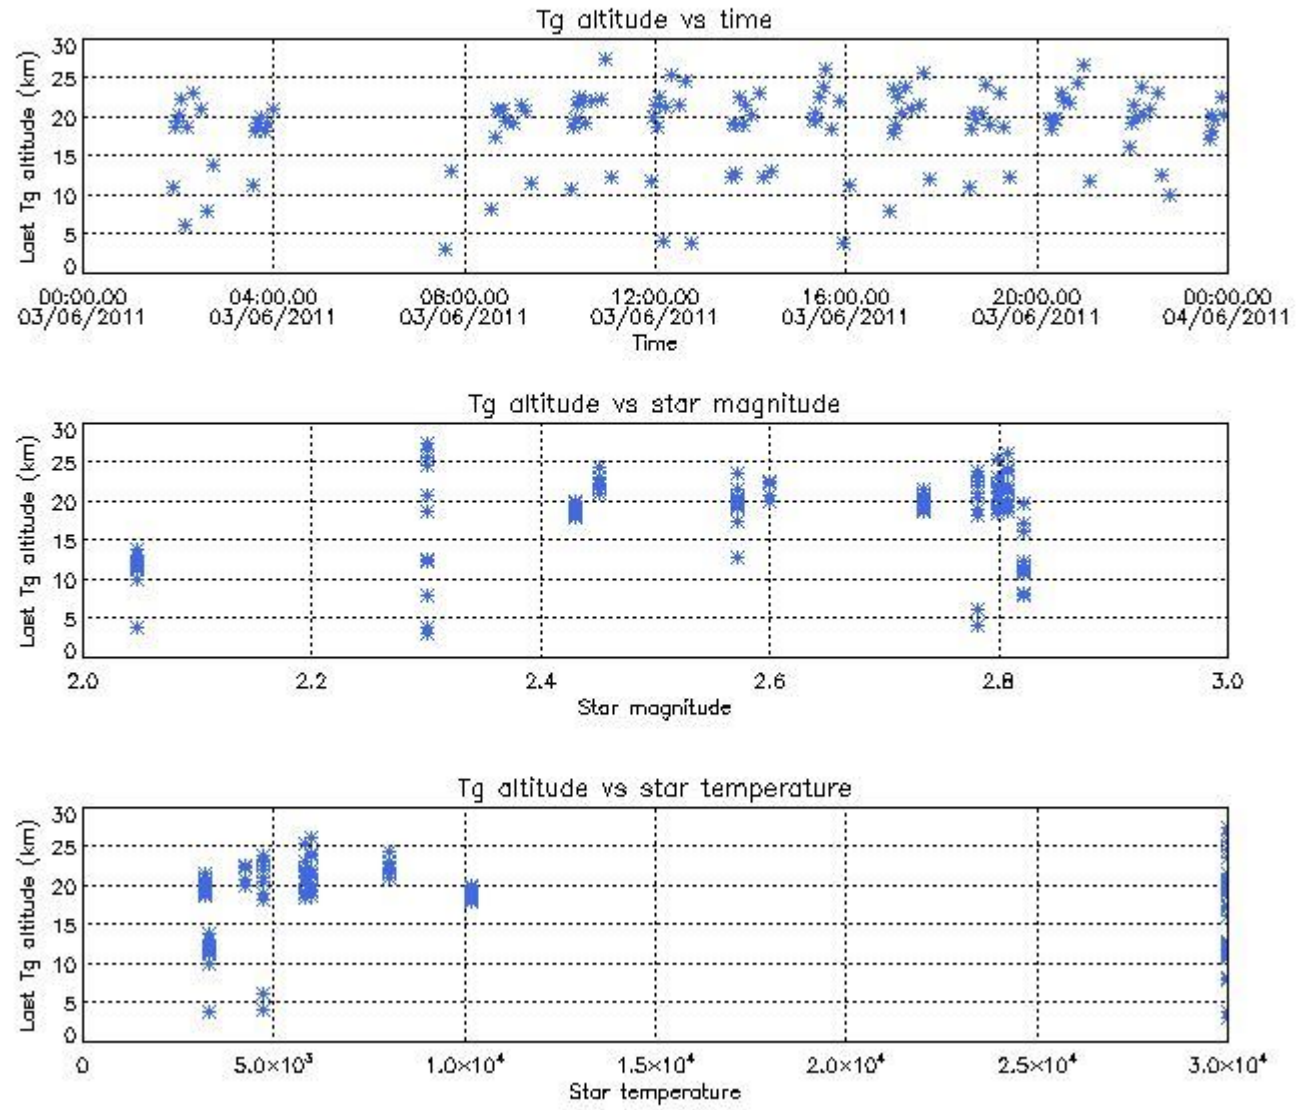 Tg altitude vs time
Last Tg altitude (km)
30
25
20
15
10
5
0
00:00.00 04:00.00 08:00.00 12:00.00 16:00.00 20:00.00 00:00.00
03/06/2011 03/06/2011 03/06/2011 03/06/2011 03/06/2011 03/06/2011 04/06/2011
Time
Tg altitude vs star magnitude
Last Tg altitude (km)
30
25
20
15
10
5
0
2.0 2.2 2.4 2.6 2.8 3.0
Star magnitude
Tg altitude vs star temperature
Last Tg altitude (km)
30
25
20
15
10
5
0
0 5.0×10³ 1.0×10⁴ 1.5×10⁴ 2.0×10⁴ 2.5×10⁴ 3.0×10⁴
Star temperature